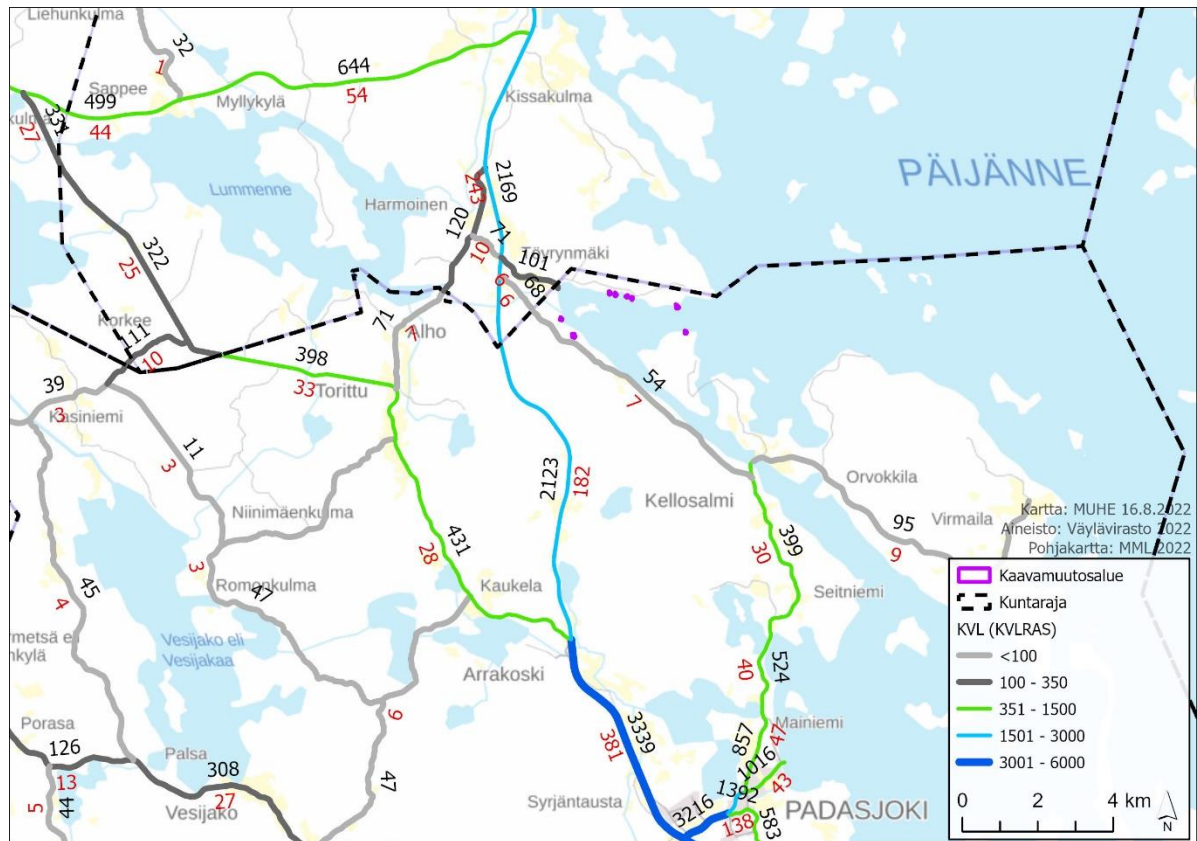 Liehunkulma
32
1
Sappee
644
54
499
44
Myllykylä
Kissakulma
331
27
PÄIJÄNNE
Lummenne
Harmoinen
243
2169
120
71
10
Töyrynmäki
101
68
6
6
322
25
Korkee
111
10
71
7
Alho
398
33
Torittu
39
3
Kasiniemi
54
7
11
3
2123
182
Kellosalmi
Orvokkila
Virmaila
95
9
Niinimäenkulma
431
28
399
30
Kartta: MUHE 16.8.2022
Aineisto: Väylävirasto 2022
Pohjakartta: MML 2022
3
Romonkulma
47
Kaukela
Seitniemi
45
4
Vesijako eli
Vesijakaa
Arrakoski
524
40
Porasa
126
13
Palsa
308
27
Vesijako
5
44
9
47
3339
381
Mainiemi
857
47
1016
43
1392
138
3216
583
Syrjäntausta
PADASJOKI
Kaavamuutosalue
Kuntaraja
KVL (KVLRAS)
<100
100 - 350
351 - 1500
1501 - 3000
3001 - 6000
0 2 4 km
N